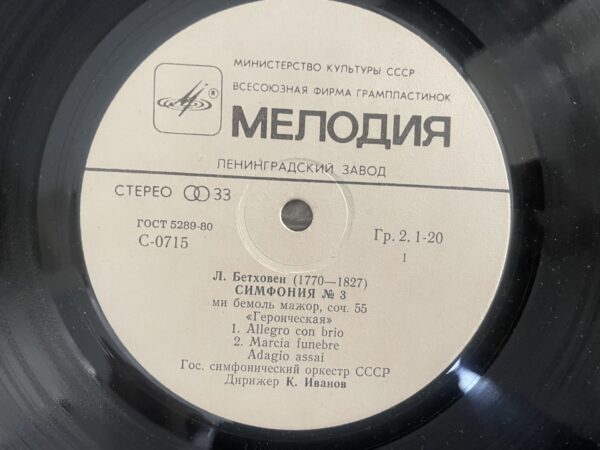 МИНИСТЕРСТВО КУЛЬТУРЫ СССР
ВСЕСОЮЗНАЯ ФИРМА ГРАМПЛАСТИНОК
®
МЕЛОДИЯ
ЛЕНИНГРАДСКИЙ ЗАВОД
СТЕРЕО 33
ГОСТ 5289-80
С-0715
Гр. 2. 1-20
1
Л. Бетховен (1770—1827)
СИМФОНИЯ № 3
ми бемоль мажор, соч. 55
«Героическая»
1. Allegro con brio
2. Marcia funebre
Adagio assai
Гос. симфонический оркестр СССР
Дирижер К. Иванов